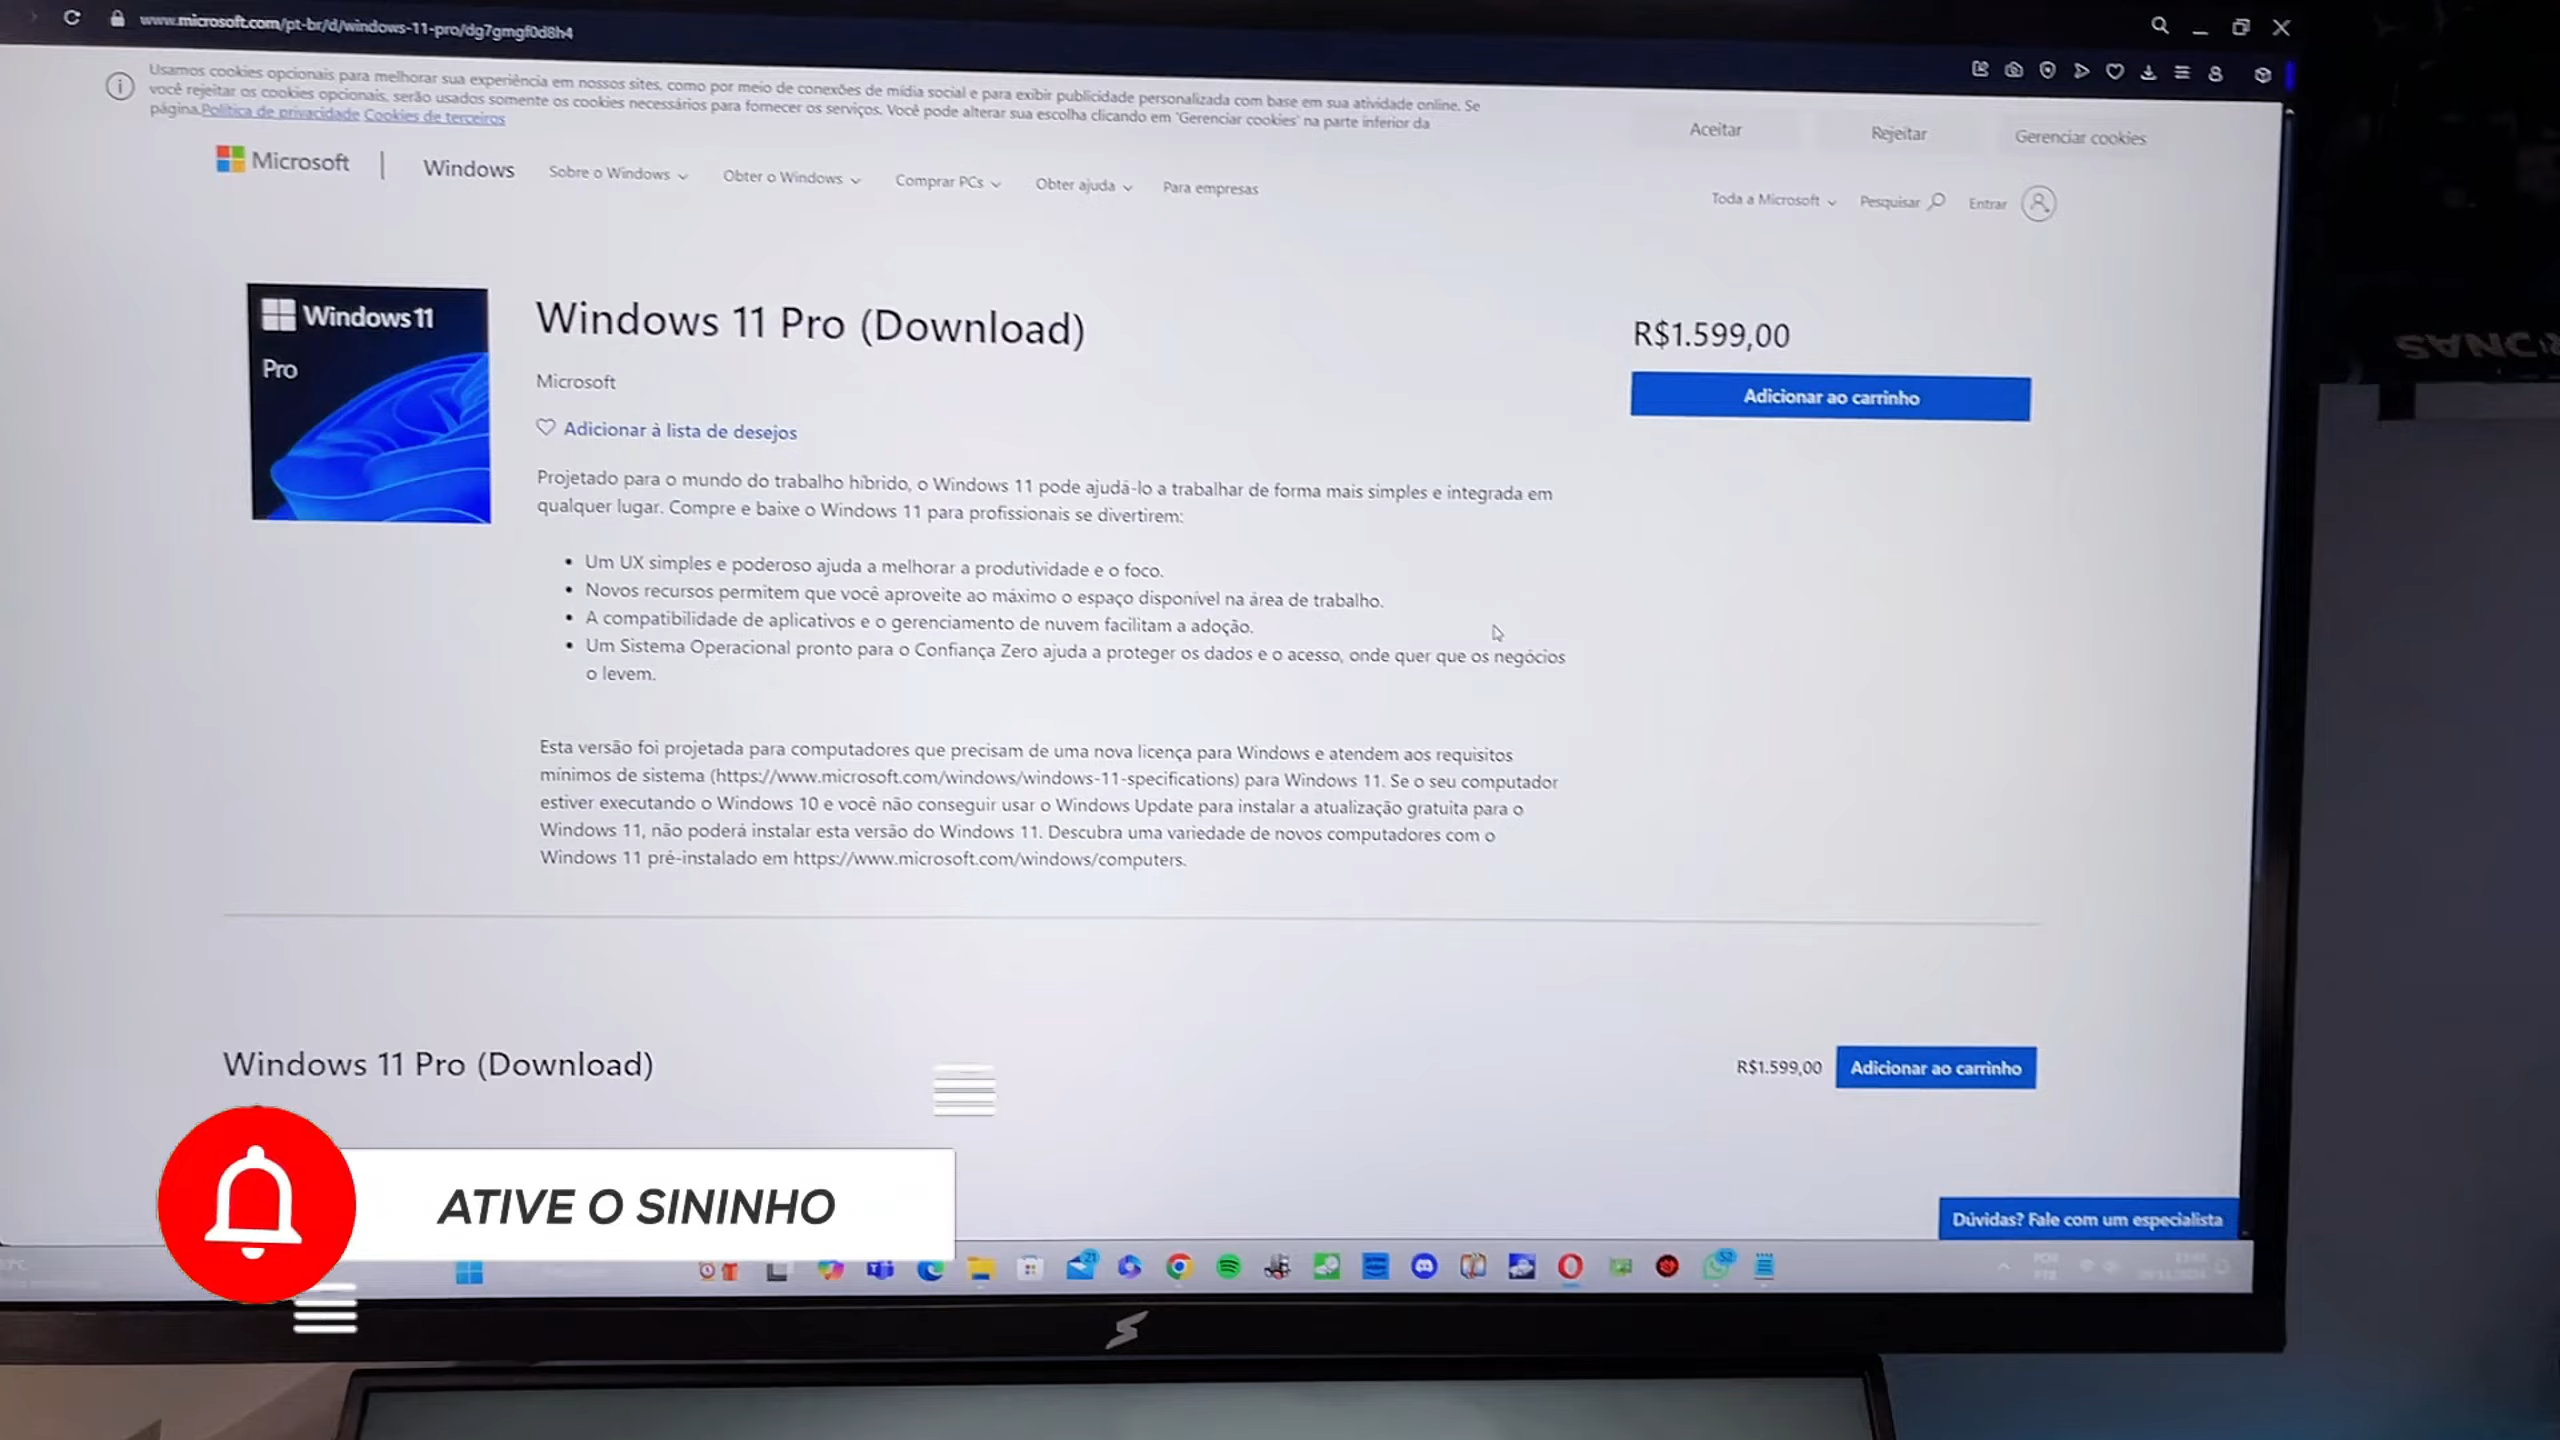 www.microsoft.com/pt-br/d/windows-11-pro/dg7gmgf0d8h4
Usamos cookies opcionais para melhorar sua experiência em nossos sites, como por meio de conexões de mídia social e para exibir publicidade personalizada com base em sua atividade online. Se
você rejeitar os cookies opcionais, serão usados somente os cookies necessários para fornecer os serviços. Você pode alterar sua escolha clicando em 'Gerenciar cookies' na parte inferior da
página.Política de privacidade Cookies de terceiros
Aceitar
Rejeitar
Gerenciar cookies
Microsoft
Windows
Sobre o Windows
Obter o Windows
Comprar PCs
Obter ajuda
Para empresas
Toda a Microsoft
Pesquisar
Entrar
Windows 11
Pro
Windows 11 Pro (Download)
Microsoft
Adicionar à lista de desejos
R$1.599,00
Adicionar ao carrinho
Projetado para o mundo do trabalho híbrido, o Windows 11 pode ajudá-lo a trabalhar de forma mais simples e integrada em
qualquer lugar. Compre e baixe o Windows 11 para profissionais se divertirem:
• Um UX simples e poderoso ajuda a melhorar a produtividade e o foco.
• Novos recursos permitem que você aproveite ao máximo o espaço disponível na área de trabalho.
• A compatibilidade de aplicativos e o gerenciamento de nuvem facilitam a adoção.
• Um Sistema Operacional pronto para o Confiança Zero ajuda a proteger os dados e o acesso, onde quer que os negócios
o levem.
Esta versão foi projetada para computadores que precisam de uma nova licença para Windows e atendem aos requisitos
mínimos de sistema (https://www.microsoft.com/windows/windows-11-specifications) para Windows 11. Se o seu computador
estiver executando o Windows 10 e você não conseguir usar o Windows Update para instalar a atualização gratuita para o
Windows 11, não poderá instalar esta versão do Windows 11. Descubra uma variedade de novos computadores com o
Windows 11 pré-instalado em https://www.microsoft.com/windows/computers.
Windows 11 Pro (Download)
R$1.599,00
Adicionar ao carrinho
ATIVE O SININHO
Dúvidas? Fale com um especialista
21
52